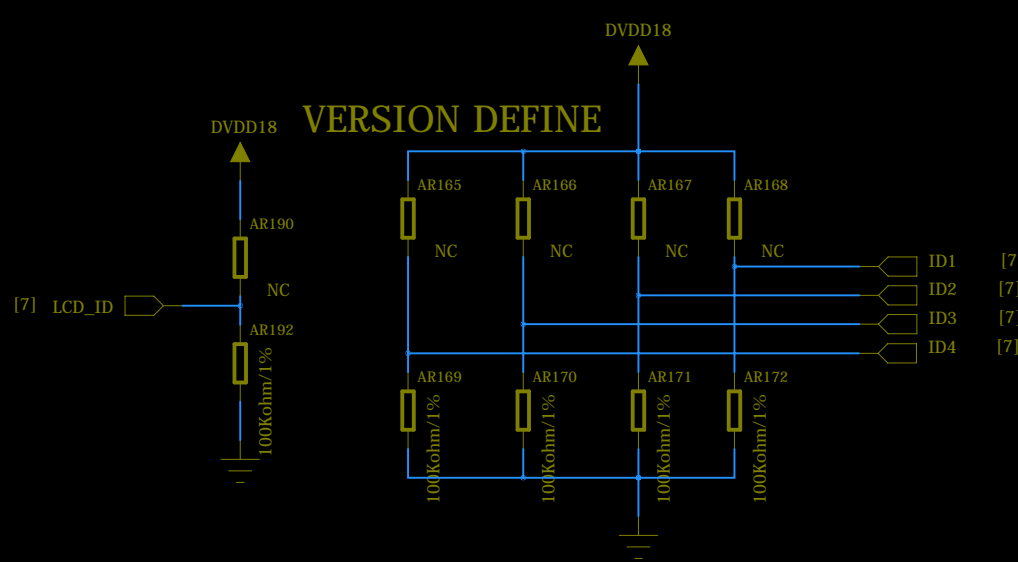 DVDD18
VERSION DEFINE
DVDD18
AR165
AR166
AR167
AR168
AR190
NC
NC
NC
NC
ID1 [7
NC
ID2 [7]
[7] LCD_ID
ID3 [7]
AR192
ID4 [7]
100Kohm/1%
AR169
AR170
AR171
AR172
100Kohm/1%
100Kohm/1%
100Kohm/1%
100Kohm/1%